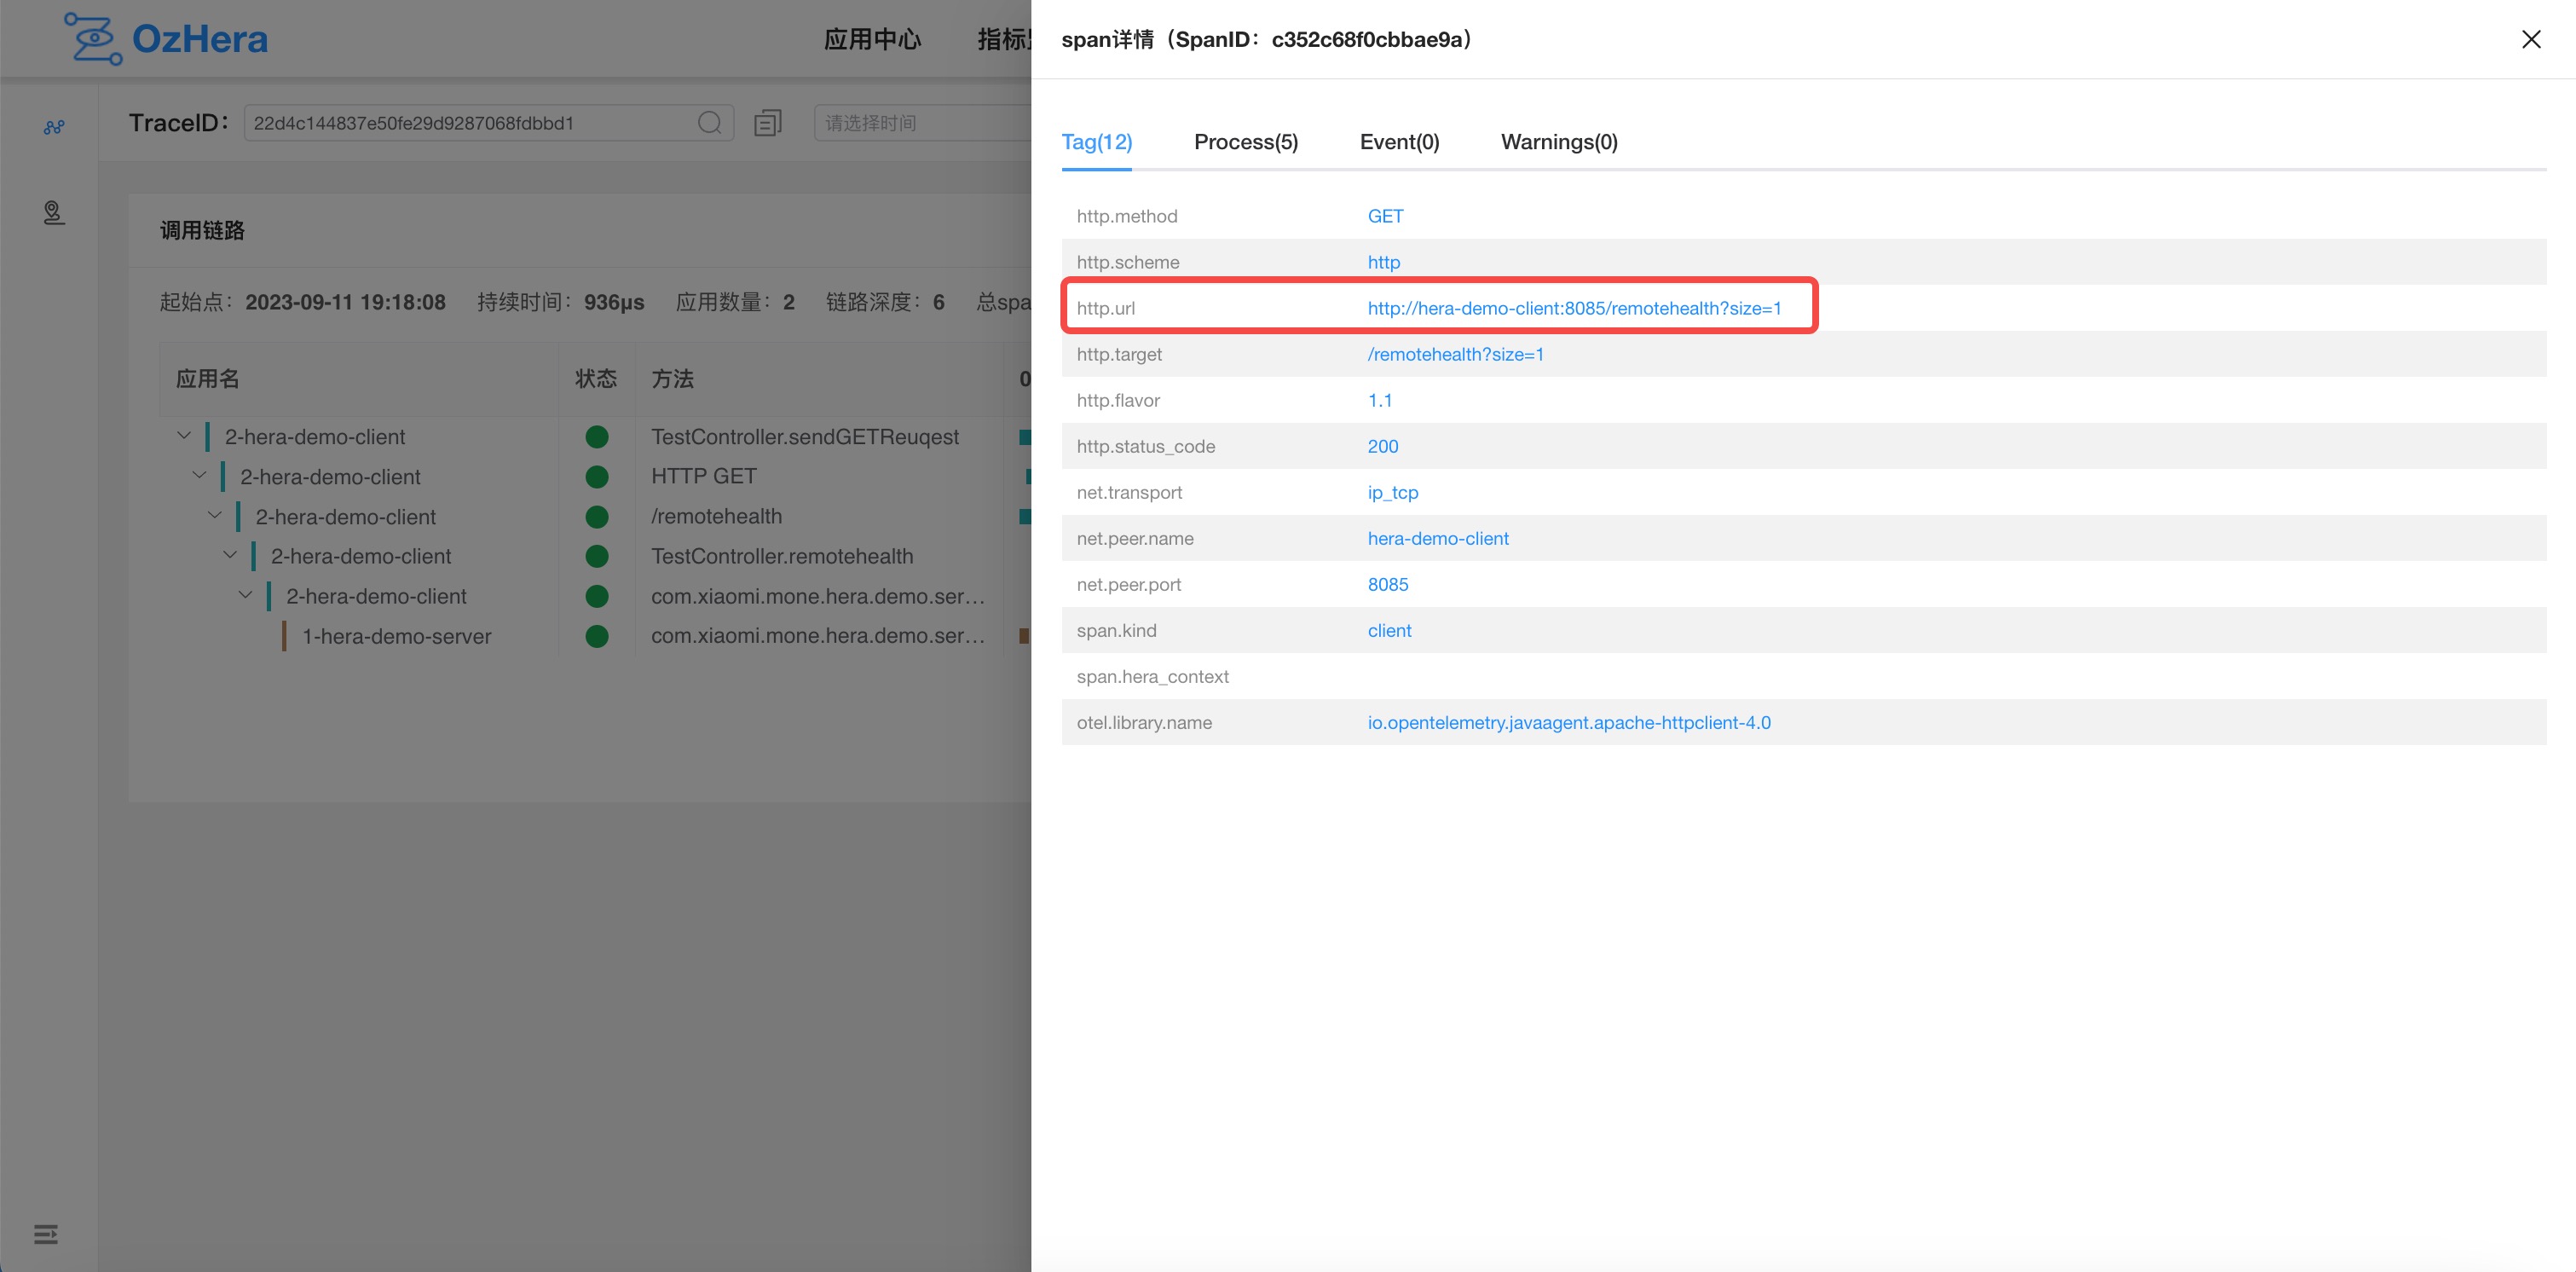 OzHera
应用中心 指标
TraceID： 22d4c144837e50fe29d9287068fdbbd1 请选择时间
调用链路
起始点： 2023-09-11 19:18:08 持续时间： 936μs 应用数量： 2 链路深度： 6 总spa
应用名 状态 方法 0
2-hera-demo-client TestController.sendGETReuqest
2-hera-demo-client HTTP GET
2-hera-demo-client /remotehealth
2-hera-demo-client TestController.remotehealth
2-hera-demo-client com.xiaomi.mone.hera.demo.ser...
1-hera-demo-server com.xiaomi.mone.hera.demo.ser...
span详情（SpanID： c352c68f0cbbae9a）
Tag(12) Process(5) Event(0) Warnings(0)
http.method GET
http.scheme http
http.url http://hera-demo-client:8085/remotehealth?size=1
http.target /remotehealth?size=1
http.flavor 1.1
http.status_code 200
net.transport ip_tcp
net.peer.name hera-demo-client
net.peer.port 8085
span.kind client
span.hera_context
otel.library.name io.opentelemetry.javaagent.apache-httpclient-4.0